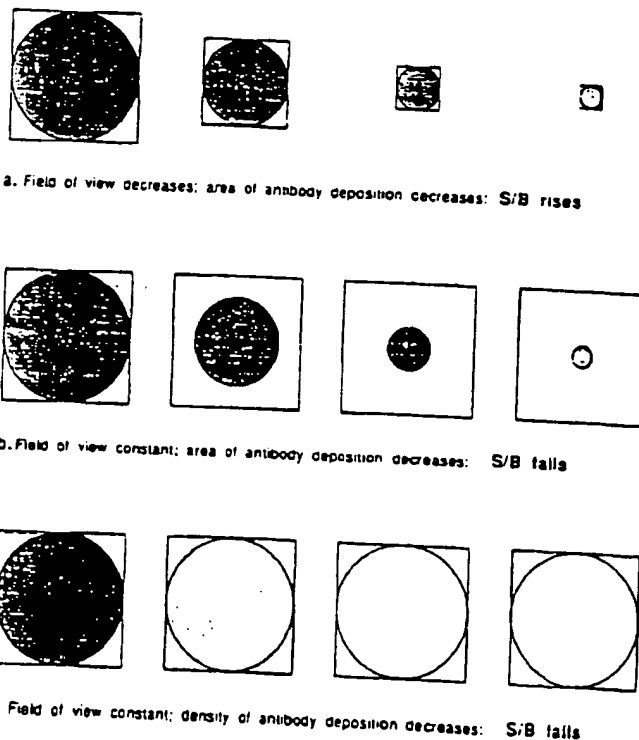 a. Field of view decreases; area of antibody deposition decreases: S/B rises
b. Field of view constant; area of antibody deposition decreases: S/B falls
Field of view constant; density of antibody deposition decreases: S/B falls